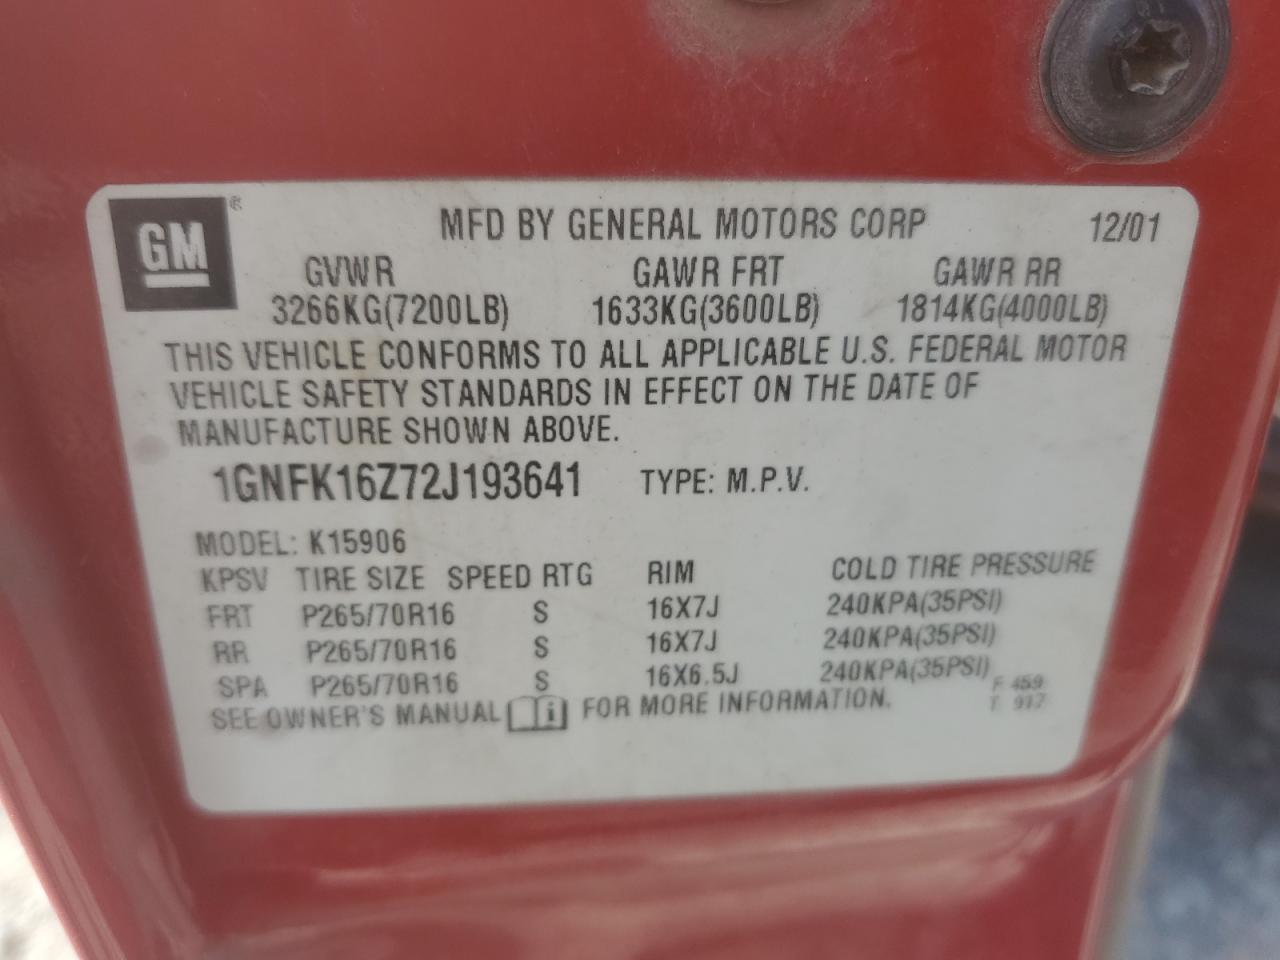 GM ®
MFD BY GENERAL MOTORS CORP 12/01
GVWR GAWR FRT GAWR RR
3266KG(7200LB) 1633KG(3600LB) 1814KG(4000LB)
THIS VEHICLE CONFORMS TO ALL APPLICABLE U.S. FEDERAL MOTOR
VEHICLE SAFETY STANDARDS IN EFFECT ON THE DATE OF
MANUFACTURE SHOWN ABOVE.
1GNFK16Z72J193641 TYPE: M.P.V.
MODEL: K15906
KPSV TIRE SIZE SPEED RTG RIM COLD TIRE PRESSURE
FRT P265/70R16 S 16X7J 240KPA(35PSI)
RR P265/70R16 S 16X7J 240KPA(35PSI)
SPA P265/70R16 S 16X6.5J 240KPA(35PSI)
SEE OWNER'S MANUAL i FOR MORE INFORMATION.
F 459
T 917